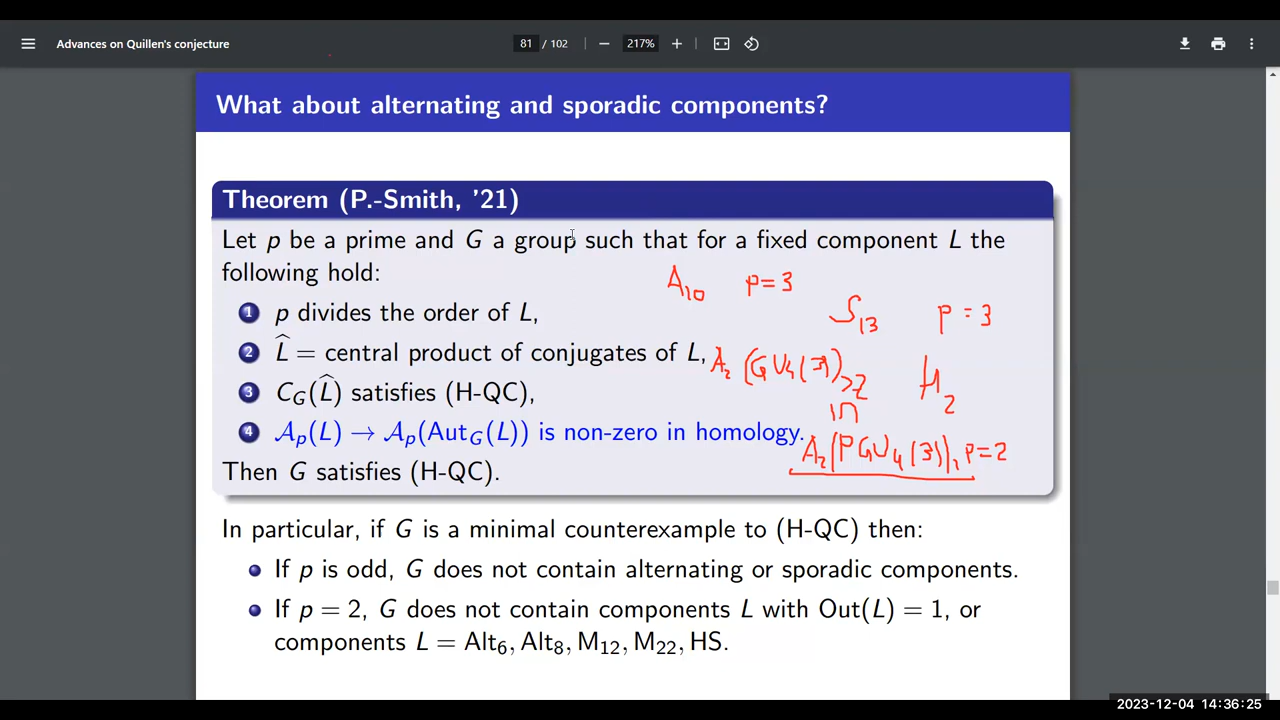 Advances on Quillen's conjecture
81 / 102
217%
What about alternating and sporadic components?
Theorem (P.-Smith, '21)
Let p be a prime and G a group such that for a fixed component L the
following hold:
A₁₀ p=3
1 p divides the order of L,
S₁₃ p = 3
2 L̂ = central product of conjugates of L,
A₂(GU₄(3))>Z
H₂
3 C_G(L̂) satisfies (H-QC),
4 𝒜ₚ(L) → 𝒜ₚ(Aut_G(L)) is non-zero in homology.
A₂(PGU₄(3)), p=2
Then G satisfies (H-QC).
In particular, if G is a minimal counterexample to (H-QC) then:
If p is odd, G does not contain alternating or sporadic components.
If p = 2, G does not contain components L with Out(L) = 1, or
components L = Alt₆, Alt₈, M₁₂, M₂₂, HS.
2023-12-04 14:36:25